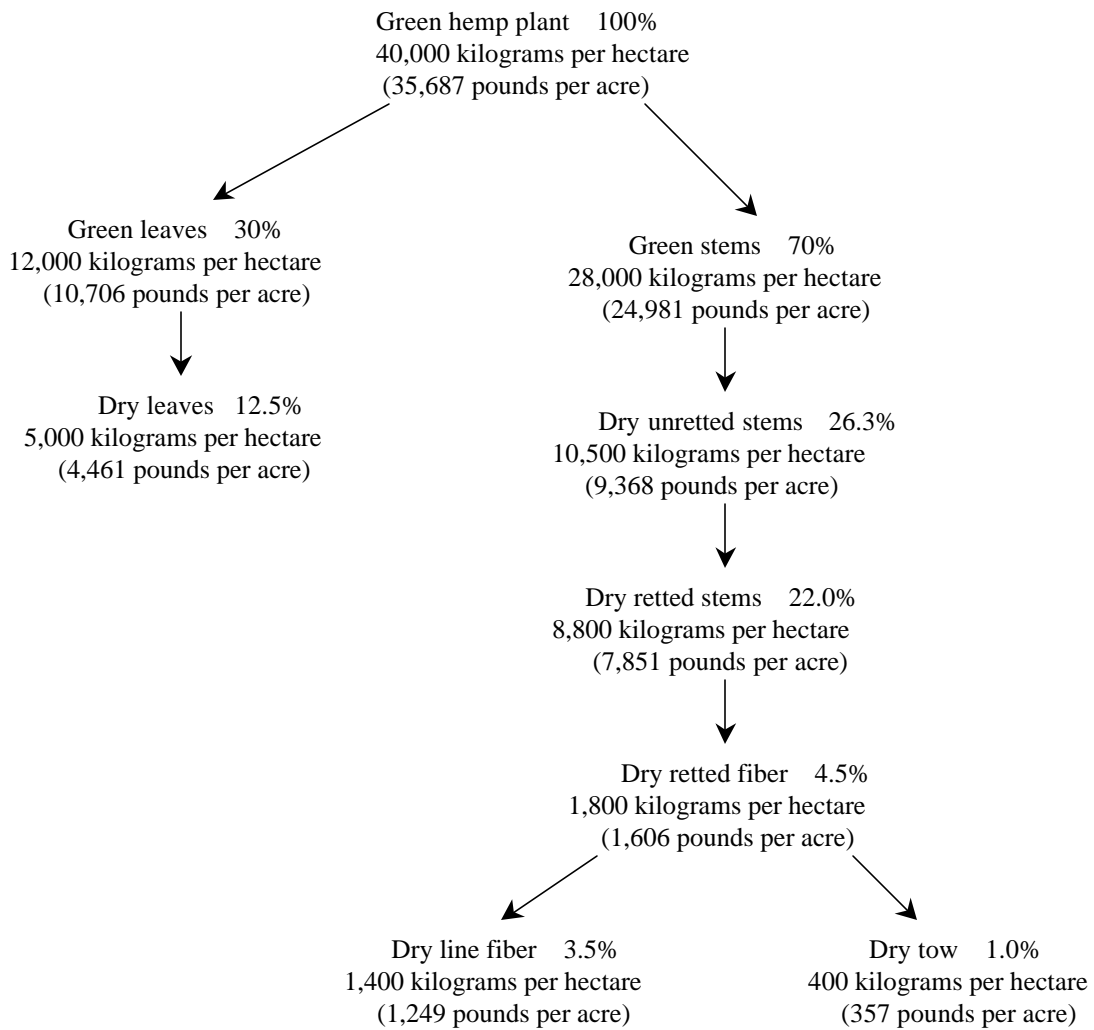 Green hemp plant 100%
40,000 kilograms per hectare
(35,687 pounds per acre)
Green leaves 30%
12,000 kilograms per hectare
(10,706 pounds per acre)
Green stems 70%
28,000 kilograms per hectare
(24,981 pounds per acre)
Dry leaves 12.5%
5,000 kilograms per hectare
(4,461 pounds per acre)
Dry unretted stems 26.3%
10,500 kilograms per hectare
(9,368 pounds per acre)
Dry retted stems 22.0%
8,800 kilograms per hectare
(7,851 pounds per acre)
Dry retted fiber 4.5%
1,800 kilograms per hectare
(1,606 pounds per acre)
Dry line fiber 3.5%
1,400 kilograms per hectare
(1,249 pounds per acre)
Dry tow 1.0%
400 kilograms per hectare
(357 pounds per acre)